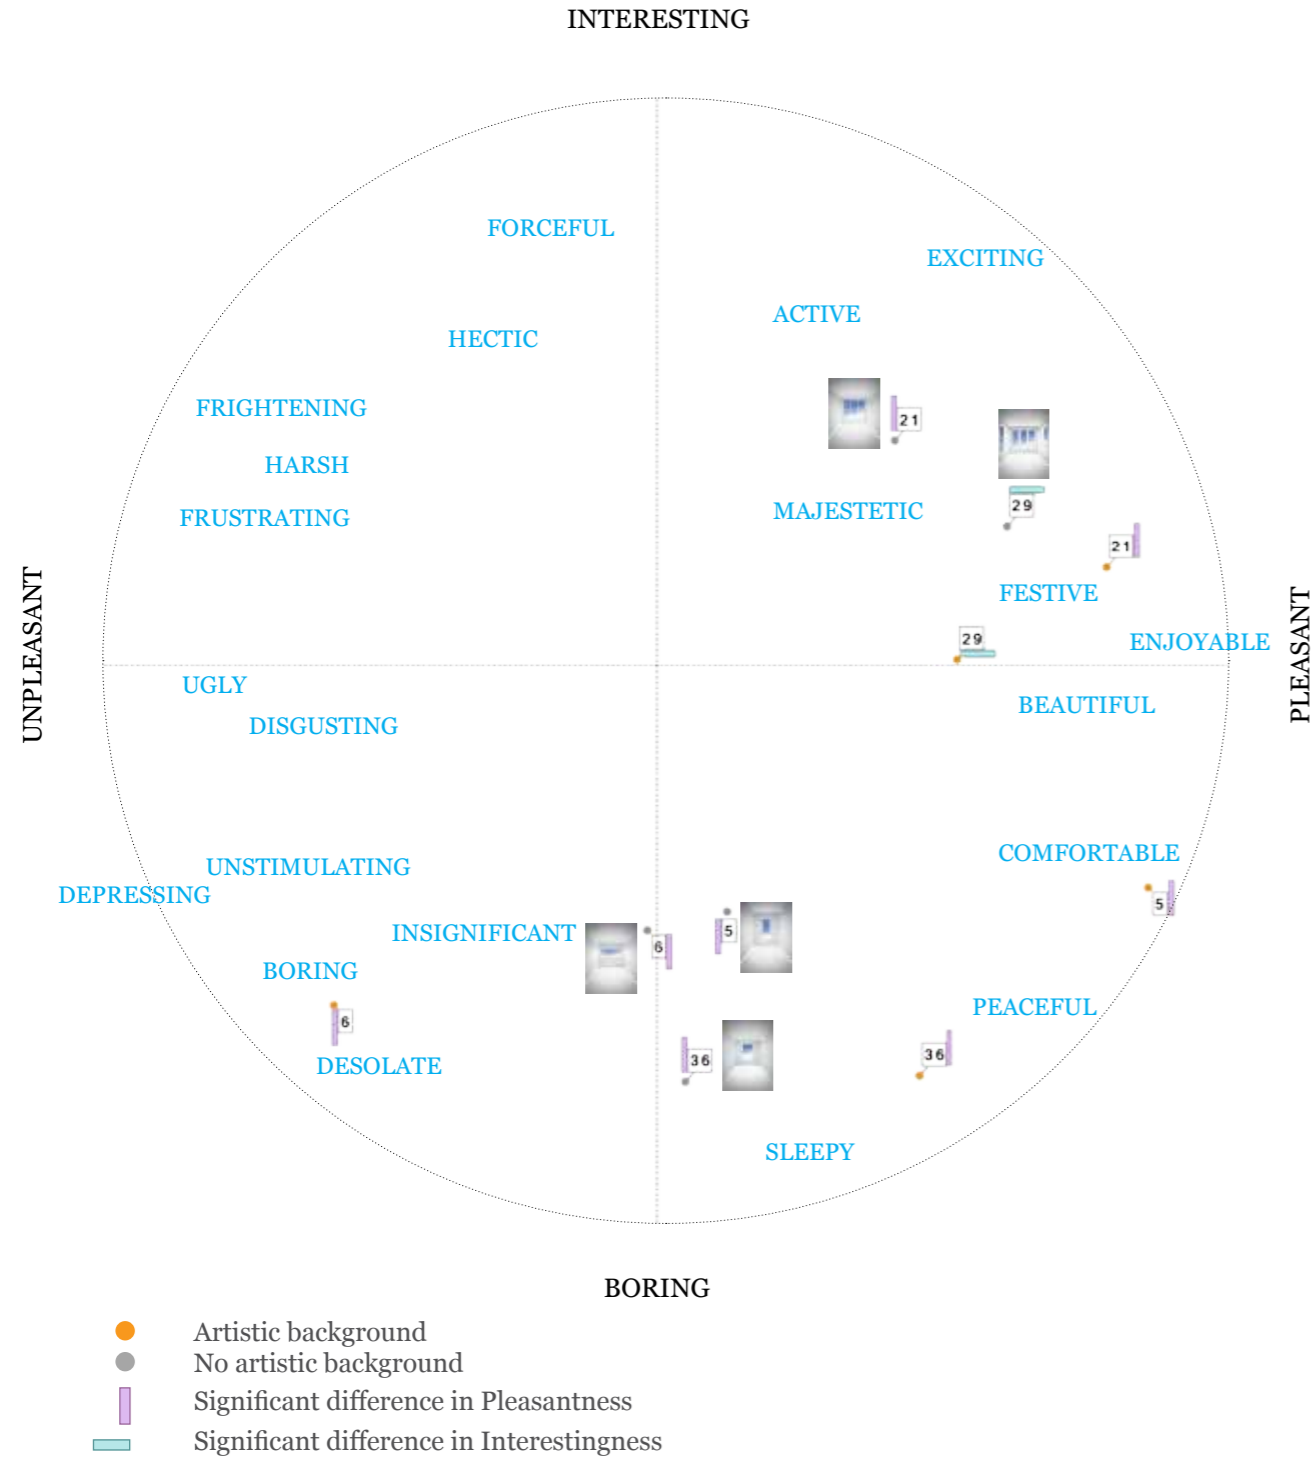 INTERESTING
FORCEFUL
EXCITING
ACTIVE
HECTIC
FRIGHTENING
21
HARSH
29
MAJESTETIC
FRUSTRATING
21
FESTIVE
29
ENJOYABLE
UNPLEASANT
PLEASANT
UGLY
BEAUTIFUL
DISGUSTING
COMFORTABLE
UNSTIMULATING
DEPRESSING
5
INSIGNIFICANT
5
6
BORING
PEACEFUL
6
36
36
DESOLATE
SLEEPY
BORING
Artistic background
No artistic background
Significant difference in Pleasantness
Significant difference in Interestingness